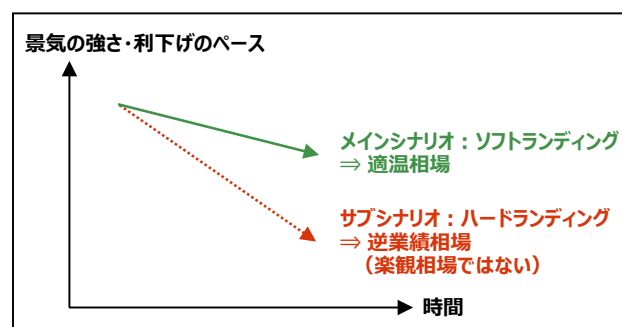 景気の強さ・利下げのペース
メインシナリオ：ソフトランディング
⇒ 適温相場
サブシナリオ：ハードランディング
⇒ 逆業績相場
（楽観相場ではない）
時間